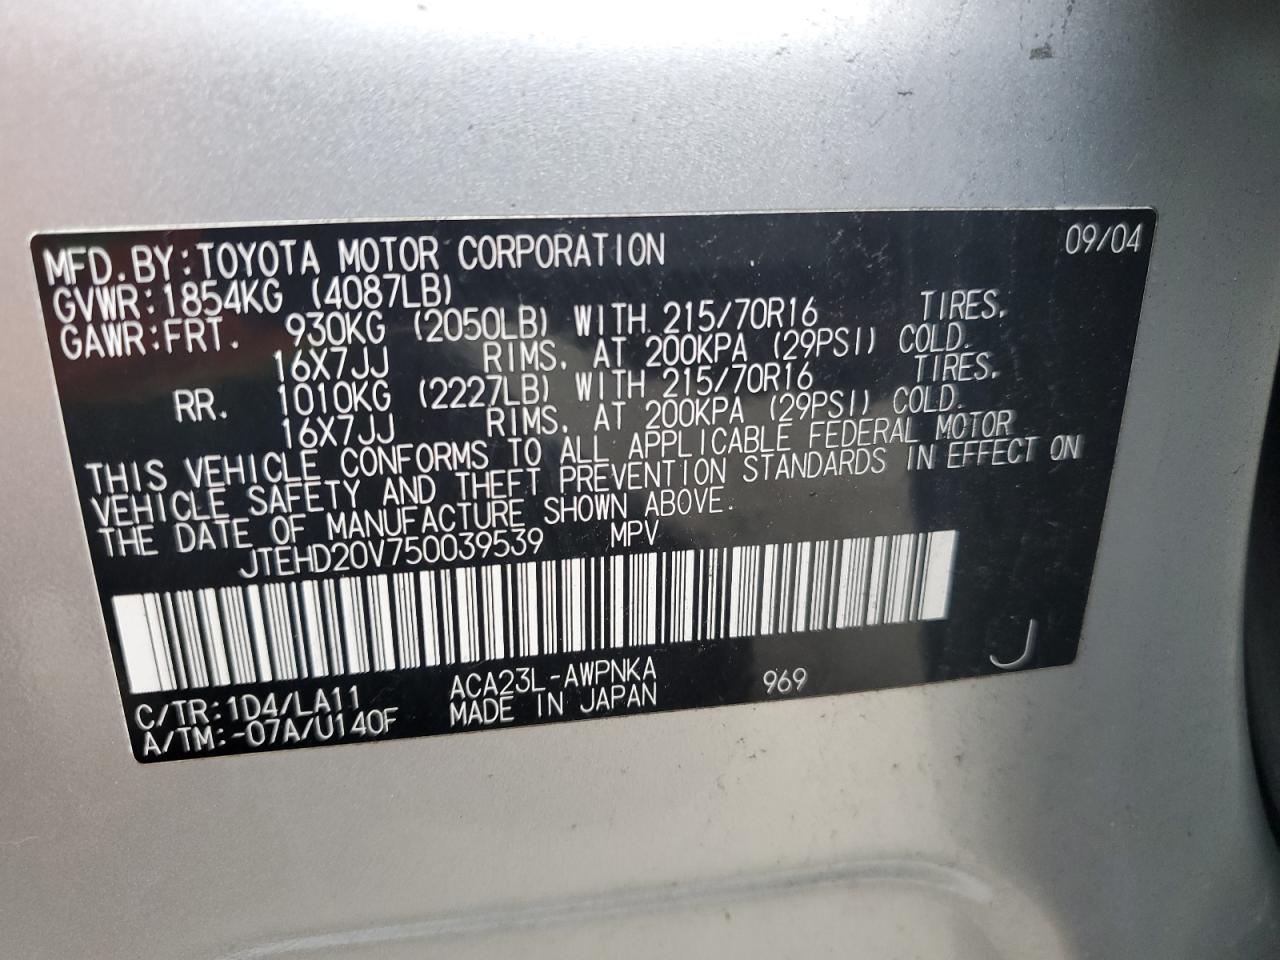 MFD. BY: TOYOTA MOTOR CORPORATION 09/04
GVWR: 1854KG (4087LB)
GAWR: FRT. 930KG (2050LB) WITH 215/70R16 TIRES,
16X7JJ RIMS, AT 200KPA (29PSI) COLD.
RR. 1010KG (2227LB) WITH 215/70R16 TIRES,
16X7JJ RIMS, AT 200KPA (29PSI) COLD.
THIS VEHICLE CONFORMS TO ALL APPLICABLE FEDERAL MOTOR
VEHICLE SAFETY AND THEFT PREVENTION STANDARDS IN EFFECT ON
THE DATE OF MANUFACTURE SHOWN ABOVE.
JTEHD20V750039539 MPV
C/TR: 1D4/LA11 ACA23L-AWPNKA 969 J
A/TM: -07A/U140F MADE IN JAPAN